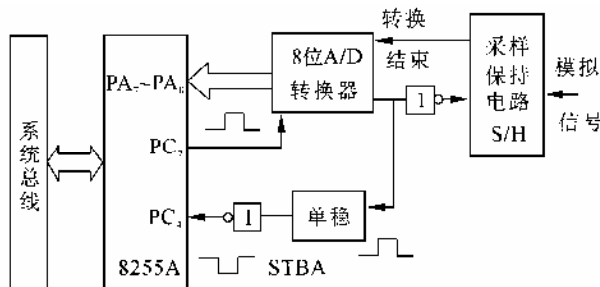 转换
结束
8位A/D
转换器
采样
保持
电路
S/H
模拟
信号
PA₇~PA₀
1
系统总线
PC₇
PC₄
1
单稳
8255A
STBA